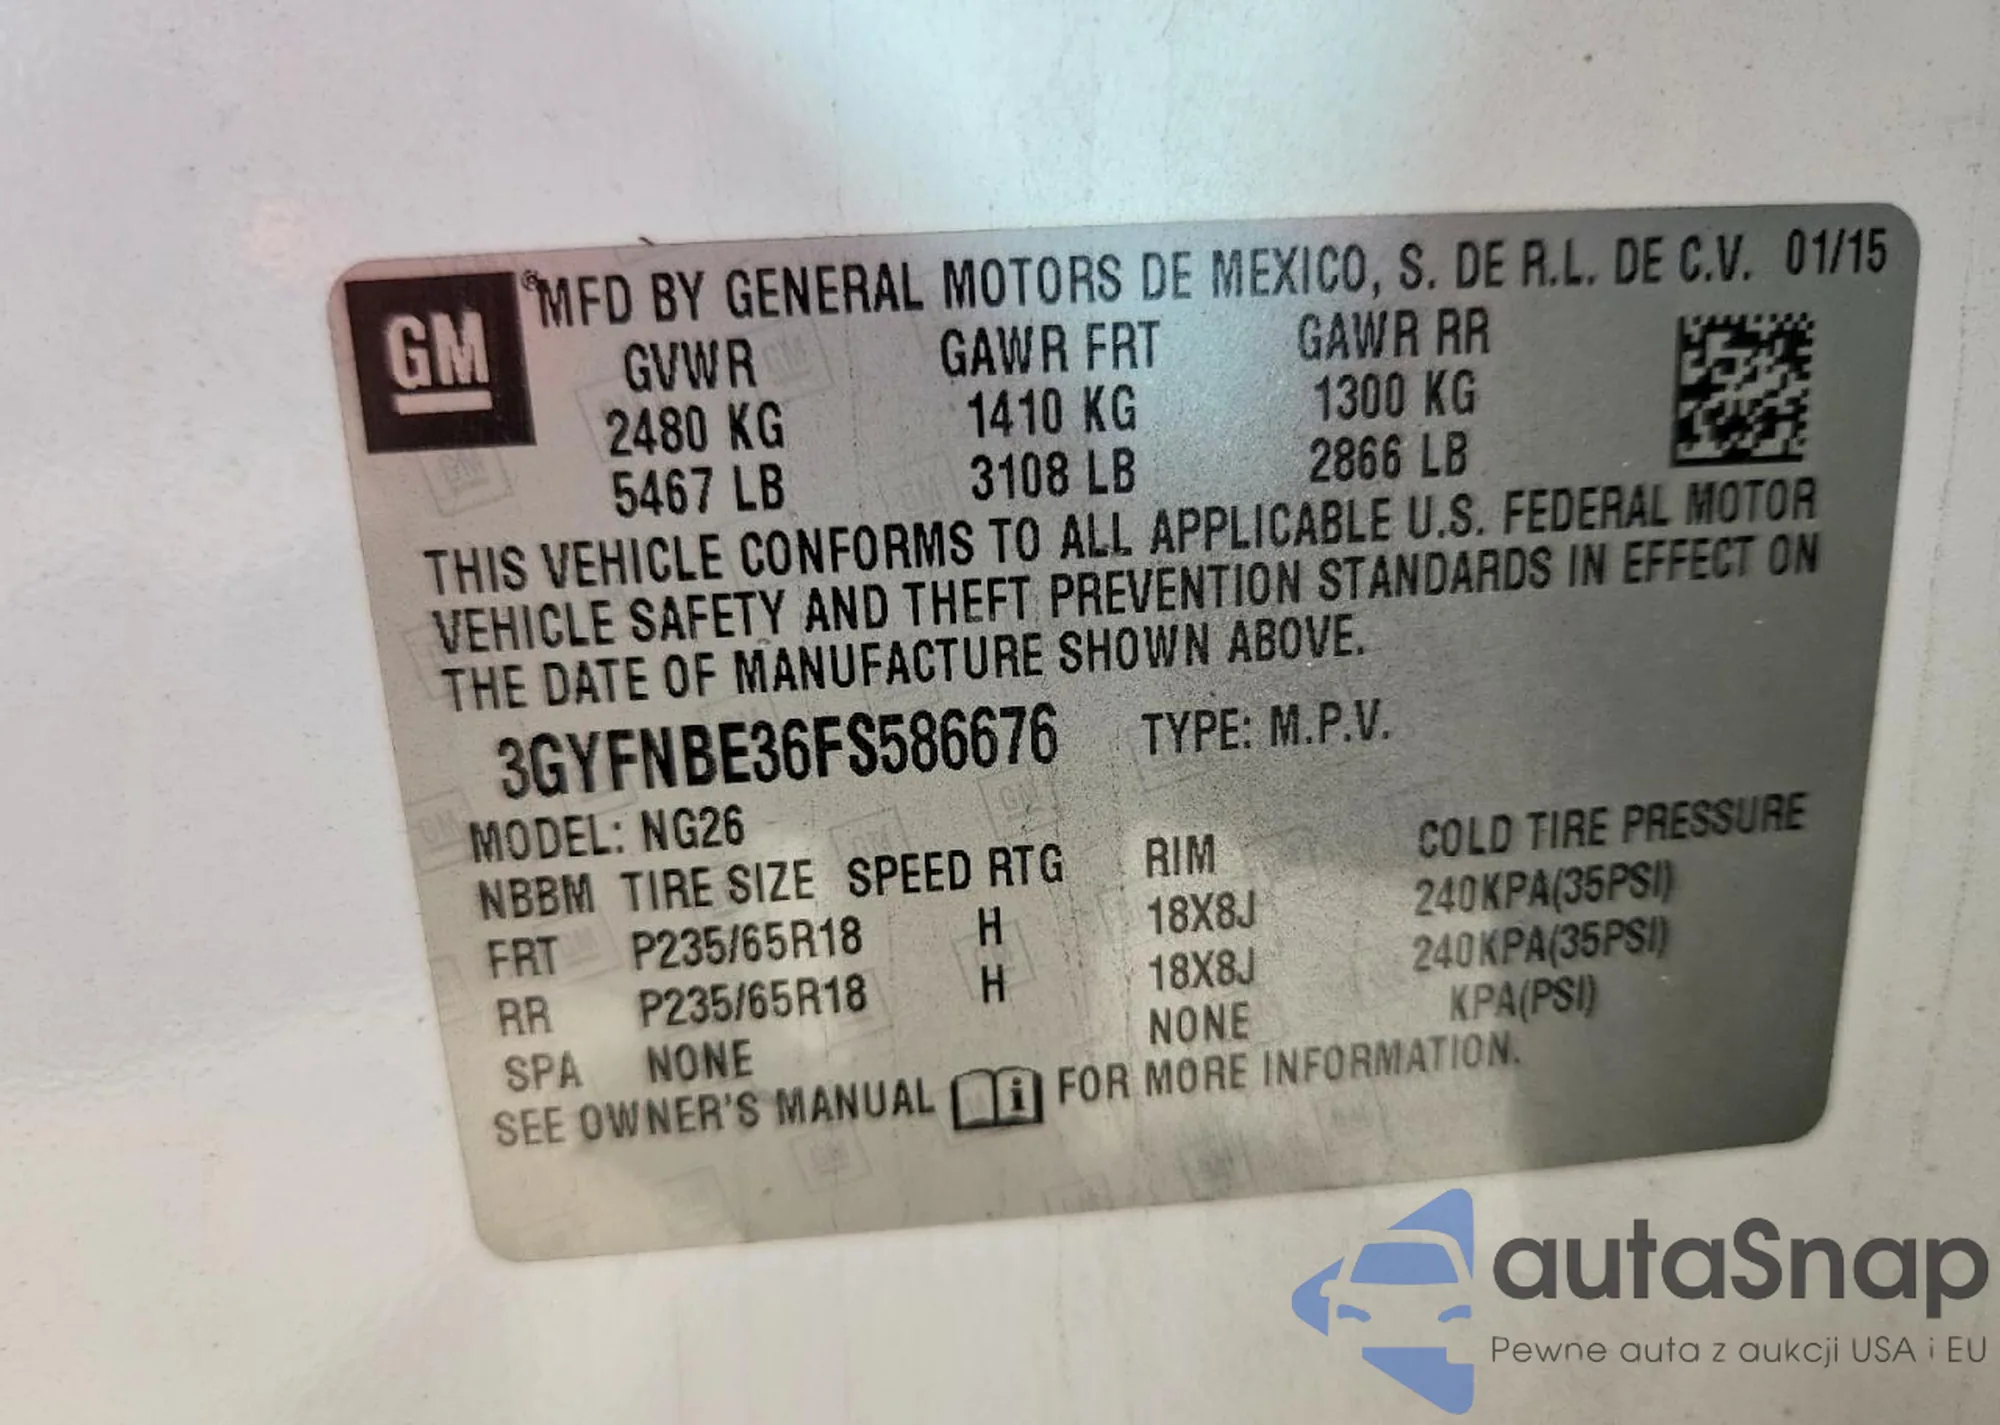 GM ® MFD BY GENERAL MOTORS DE MEXICO, S. DE R.L. DE C.V. 01/15
GVWR GAWR FRT GAWR RR
2480 KG 1410 KG 1300 KG
5467 LB 3108 LB 2866 LB
THIS VEHICLE CONFORMS TO ALL APPLICABLE U.S. FEDERAL MOTOR
VEHICLE SAFETY AND THEFT PREVENTION STANDARDS IN EFFECT ON
THE DATE OF MANUFACTURE SHOWN ABOVE.
3GYFNBE36FS586676 TYPE: M.P.V.
MODEL: NG26
NBBM TIRE SIZE SPEED RTG RIM COLD TIRE PRESSURE
FRT P235/65R18 H 18X8J 240KPA(35PSI)
RR P235/65R18 H 18X8J 240KPA(35PSI)
SPA NONE NONE KPA(PSI)
SEE OWNER'S MANUAL i FOR MORE INFORMATION.
autaSnap
Pewne auta z aukcji USA i EU